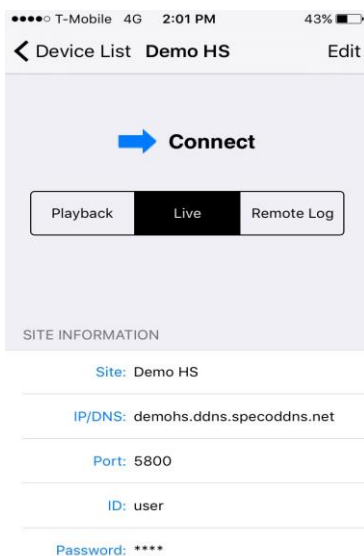 T-Mobile 4G 2:01 PM 43%
Device List Demo HS Edit
Connect
Playback Live Remote Log
SITE INFORMATION
Site: Demo HS
IP/DNS: demohs.ddns.specoddns.net
Port: 5800
ID: user
Password: ****